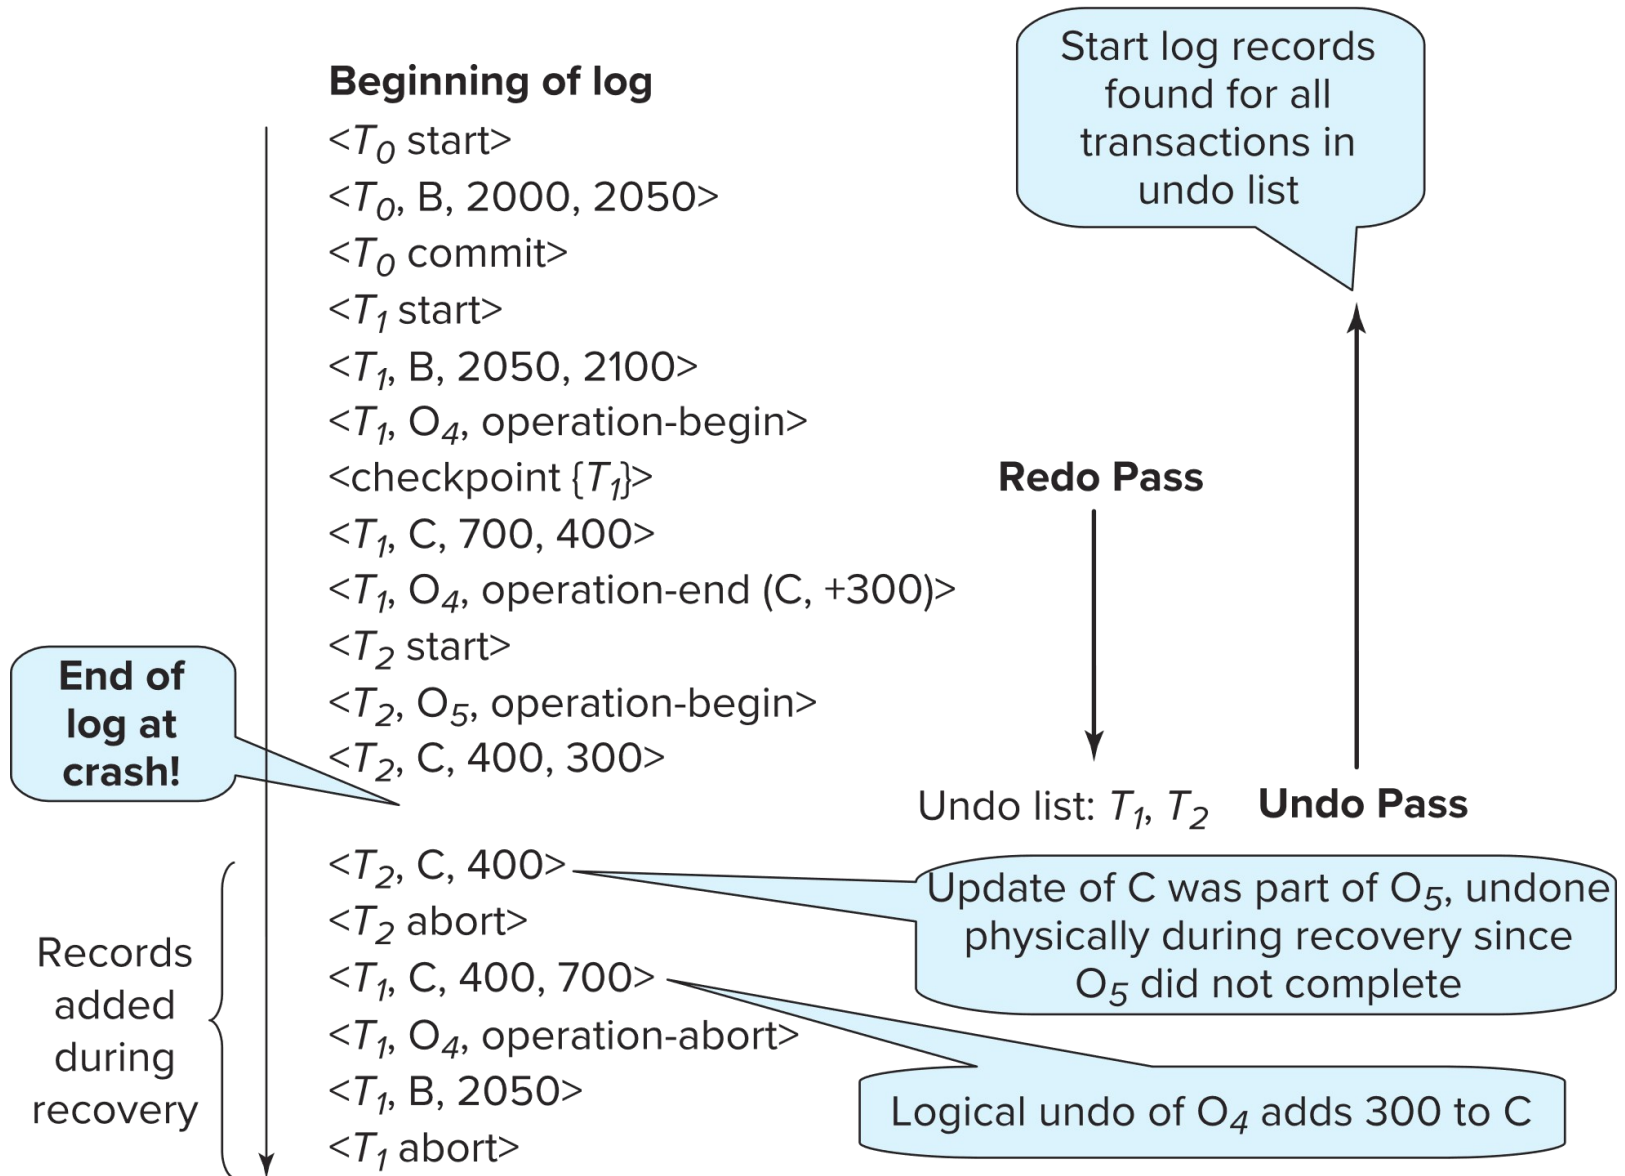 Beginning of log
<T0 start>
<T0, B, 2000, 2050>
<T0 commit>
<T1 start>
<T1, B, 2050, 2100>
<T1, O4, operation-begin>
<checkpoint {T1}>
<T1, C, 700, 400>
<T1, O4, operation-end (C, +300)>
<T2 start>
<T2, O5, operation-begin>
<T2, C, 400, 300>
End of
log at
crash!
<T2, C, 400>
<T2 abort>
<T1, C, 400, 700>
<T1, O4, operation-abort>
<T1, B, 2050>
<T1 abort>
Records
added
during
recovery
Start log records
found for all
transactions in
undo list
Redo Pass
Undo list: T1, T2
Undo Pass
Update of C was part of O5, undone
physically during recovery since
O5 did not complete
Logical undo of O4 adds 300 to C